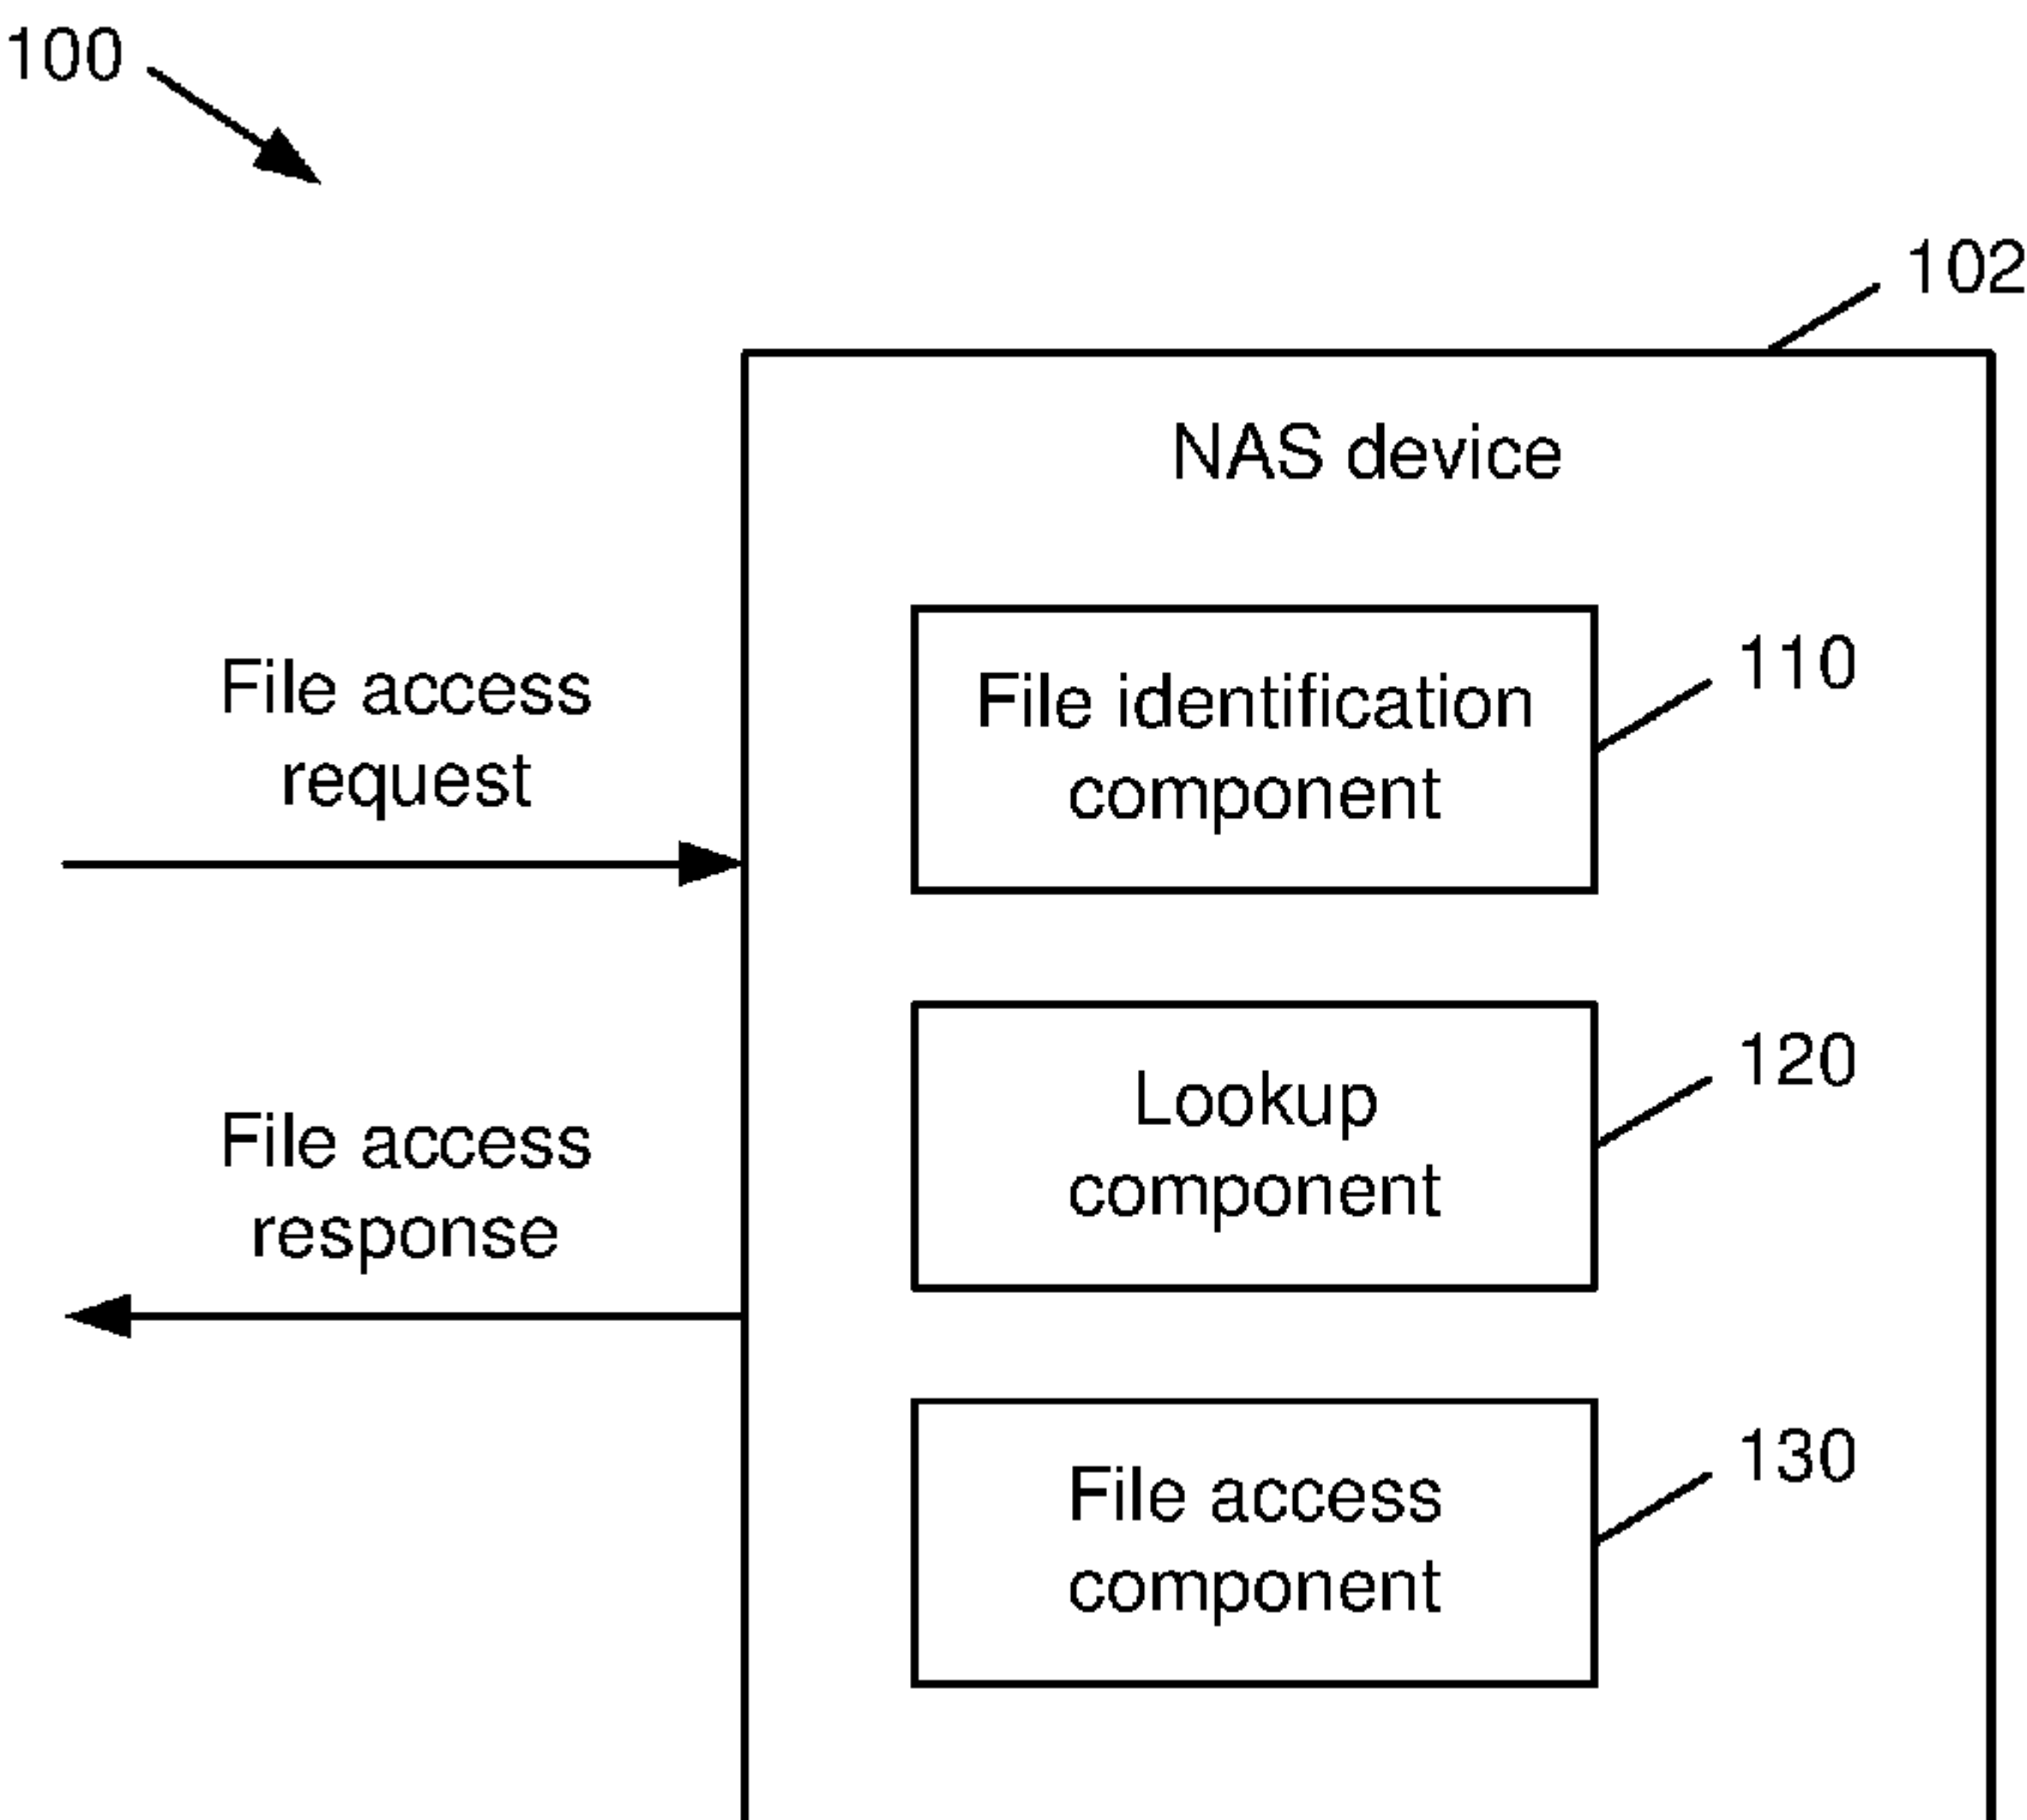 100
102
NAS device
File access
request
File identification
component
110
Lookup
component
120
File access
response
File access
component
130